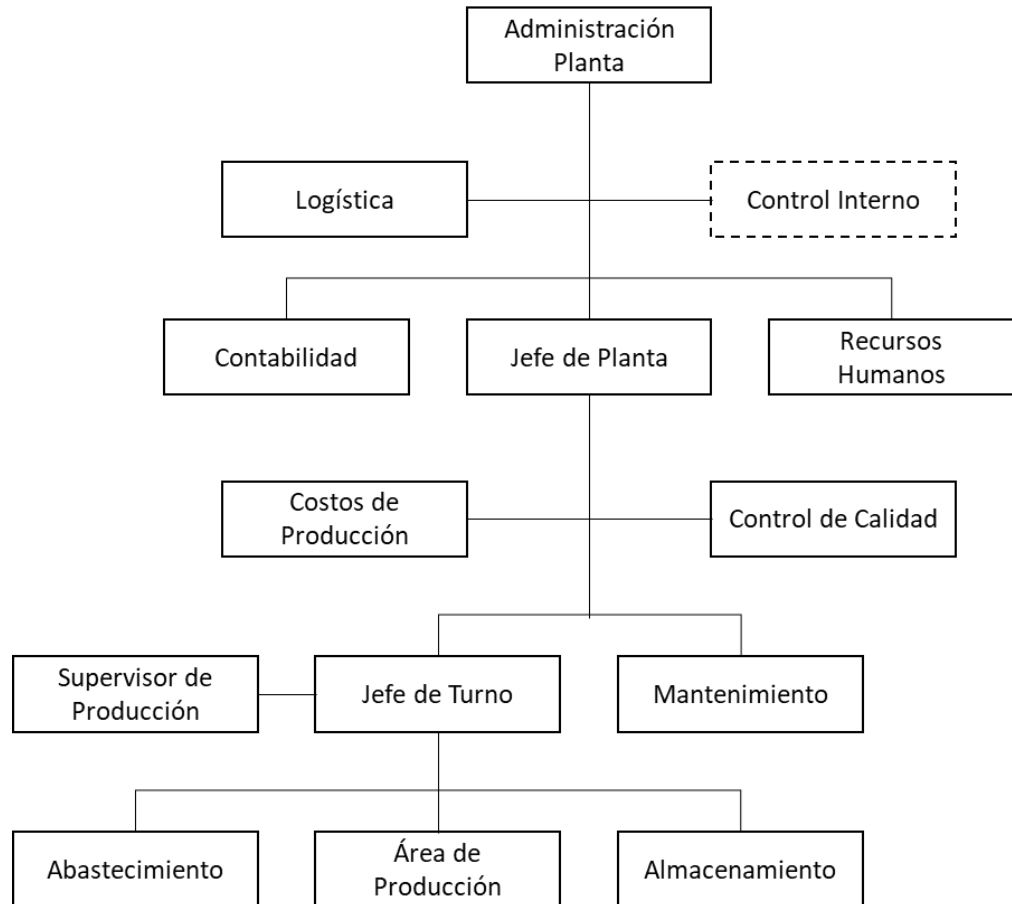 Administración
Planta
Logística
Control Interno
Contabilidad
Jefe de Planta
Recursos
Humanos
Costos de
Producción
Control de Calidad
Supervisor de
Producción
Jefe de Turno
Mantenimiento
Abastecimiento
Área de
Producción
Almacenamiento